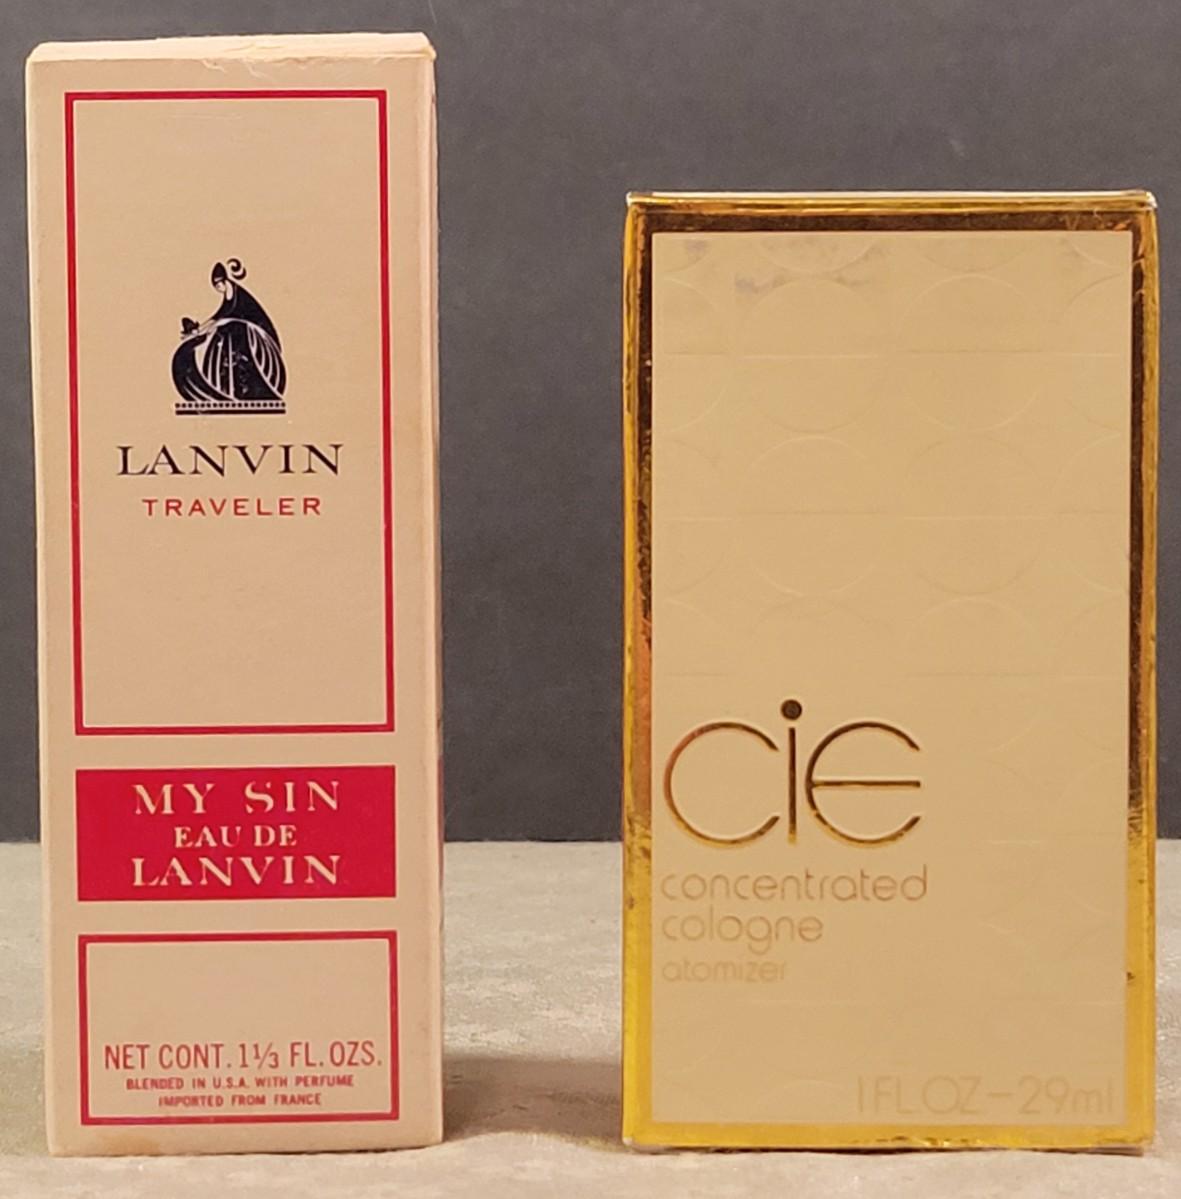 LANVIN
TRAVELER
MY SIN
EAU DE
LANVIN
NET CONT. 1⅓ FL. OZS.
BLENDED IN U.S.A. WITH PERFUME
IMPORTED FROM FRANCE
cie
concentrated
cologne
atomizer
1 FL OZ – 29ml